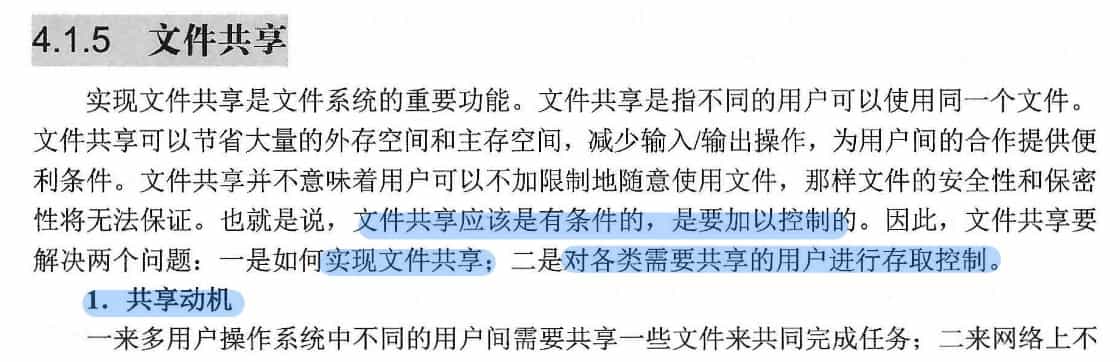 4.1.5 文件共享
实现文件共享是文件系统的重要功能。文件共享是指不同的用户可以使用同一个文件。
文件共享可以节省大量的外存空间和主存空间，减少输入/输出操作，为用户间的合作提供便
利条件。文件共享并不意味着用户可以不加限制地随意使用文件，那样文件的安全性和保密
性将无法保证。也就是说，文件共享应该是有条件的，是要加以控制的。因此，文件共享要
解决两个问题：一是如何实现文件共享；二是对各类需要共享的用户进行存取控制。
1．共享动机
一来多用户操作系统中不同的用户间需要共享一些文件来共同完成任务；二来网络上不